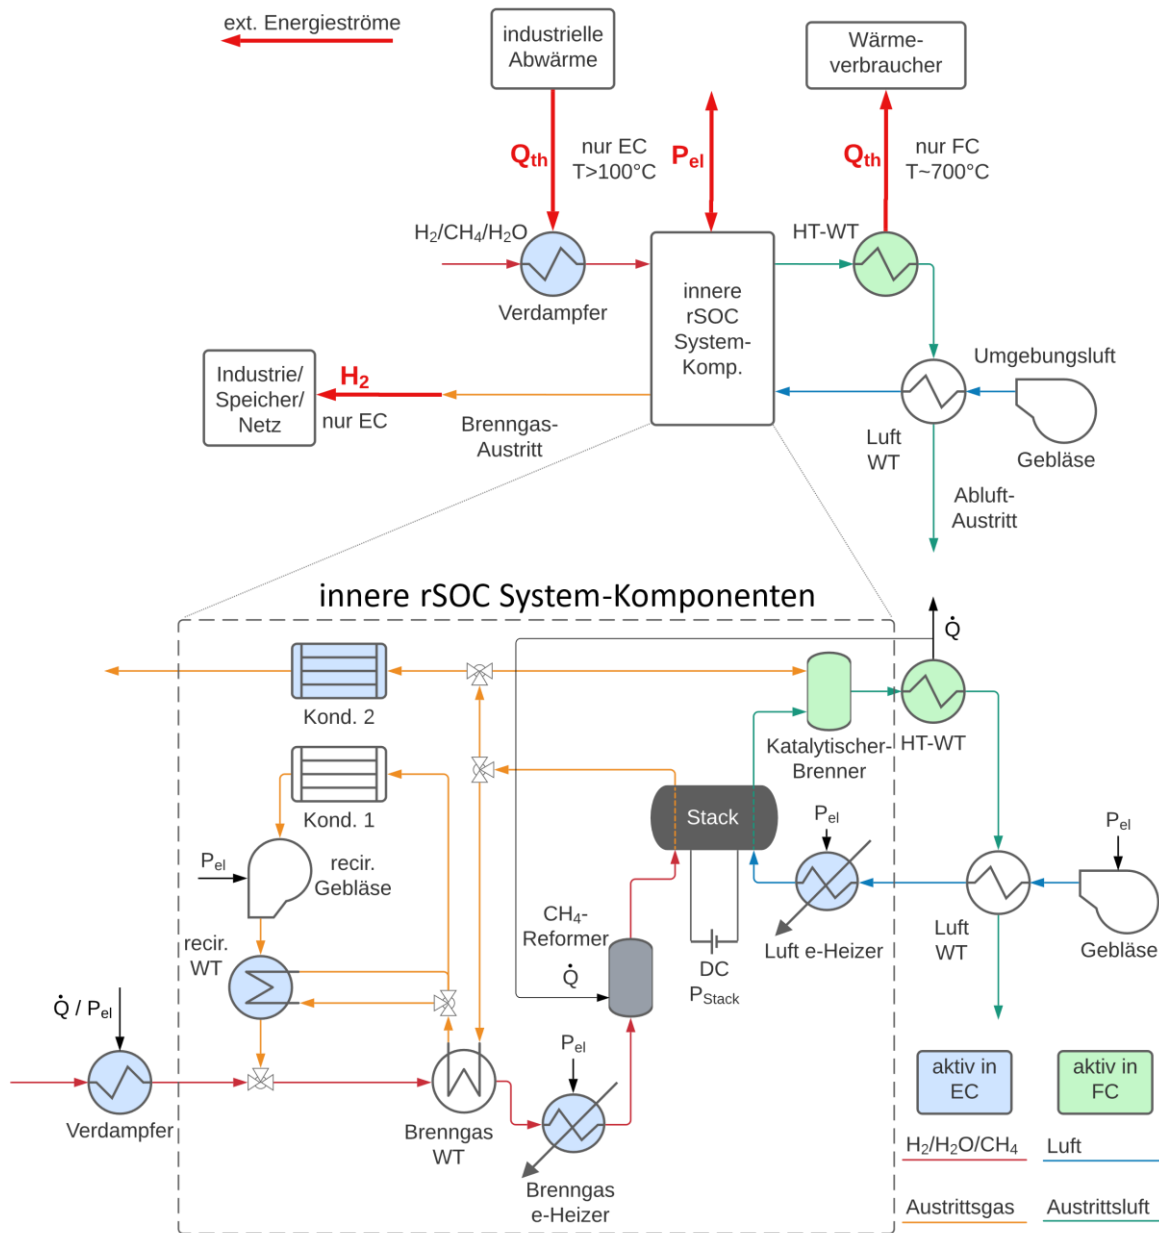 ext. Energieströme
industrielle
Abwärme
Wärme-
verbraucher
Qth
nur EC
T>100°C
Pel
Qth
nur FC
T~700°C
H2/CH4/H2O
HT-WT
Verdampfer
innere
rSOC
System-
Komp.
Umgebungsluft
Industrie/
Speicher/
Netz
H2
nur EC
Brenngas-
Austritt
Luft
WT
Gebläse
Abluft-
Austritt
innere rSOC System-Komponenten
Q̇
Kond. 2
HT-WT
Katalytischer-
Brenner
Kond. 1
Stack
Pel
Pel
Pel
recir.
Gebläse
recir.
WT
CH4-
Reformer
Luft e-Heizer
Luft
WT
Gebläse
Q̇
DC
PStack
Q̇ / Pel
Pel
Verdampfer
Brenngas
WT
Brenngas
e-Heizer
aktiv in
EC
aktiv in
FC
H2/H2O/CH4
Luft
Austrittsgas
Austrittsluft